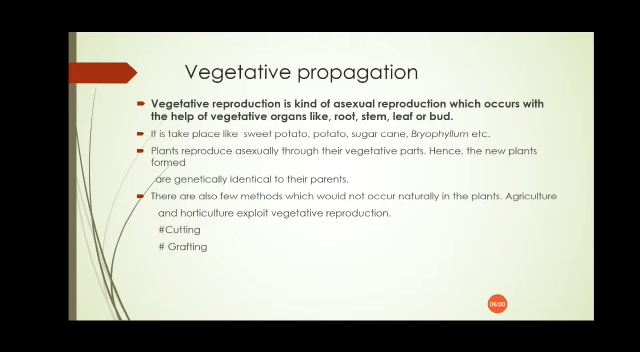 Vegetative propagation
Vegetative reproduction is kind of asexual reproduction which occurs with
the help of vegetative organs like, root, stem, leaf or bud.
It is take place like sweet potato, potato, sugar cane, Bryophyllum etc.
Plants reproduce asexually through their vegetative parts. Hence, the new plants
formed
are genetically identical to their parents.
There are also few methods which would not occur naturally in the plants. Agriculture
and horticulture exploit vegetative reproduction.
#Cutting
# Grafting
06:00